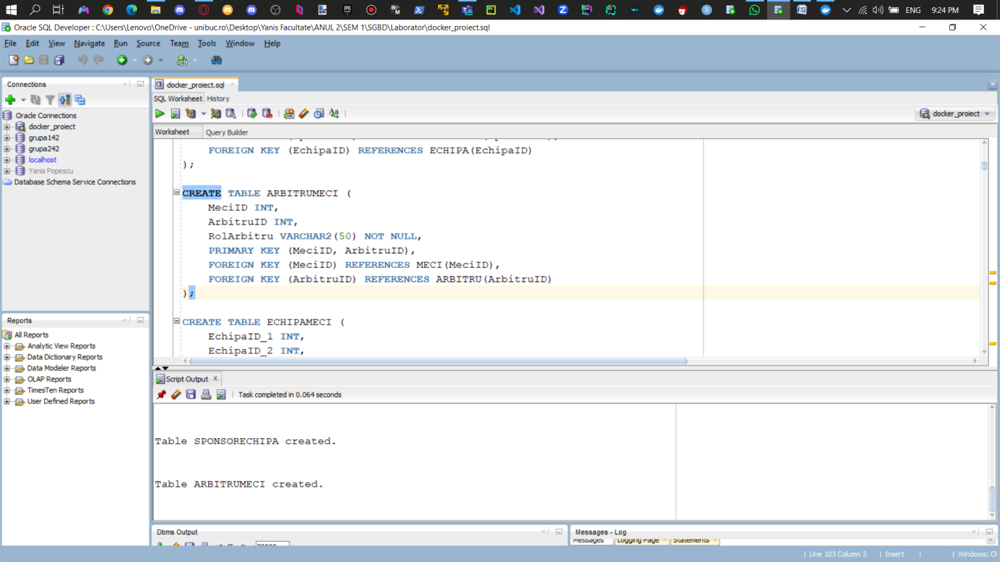 ENG 9:24 PM
Oracle SQL Developer : C:\Users\Lenovo\OneDrive - unibuc.ro\Desktop\Yanis Facultate\ANUL 2\SEM 1\SGBD\Laborator\docker_proiect.sql
File Edit View Navigate Run Source Team Tools Window Help
Connections
docker_proiect.sql
SQL Worksheet History
Oracle Connections
docker_proiect
grupa142
grupa242
localhost
Yanis Popescu
Database Schema Service Connections
docker_proiect
Worksheet Query Builder
FOREIGN KEY (EchipaID) REFERENCES ECHIPA(EchipaID)
);
CREATE TABLE ARBITRUMECI (
MeciID INT,
ArbitruID INT,
RolArbitru VARCHAR2(50) NOT NULL,
PRIMARY KEY (MeciID, ArbitruID),
FOREIGN KEY (MeciID) REFERENCES MECI(MeciID),
FOREIGN KEY (ArbitruID) REFERENCES ARBITRU(ArbitruID)
);
CREATE TABLE ECHIPAMECI (
EchipaID_1 INT,
EchipaID_2 INT,
Reports
All Reports
Analytic View Reports
Data Dictionary Reports
Data Modeler Reports
OLAP Reports
TimesTen Reports
User Defined Reports
Script Output
Task completed in 0.064 seconds
Table SPONSORECHIPA created.
Table ARBITRUMECI created.
Dbms Output
Messages - Log
Messages Logging Page Statements
Line 103 Column 3 Insert Windows: CF